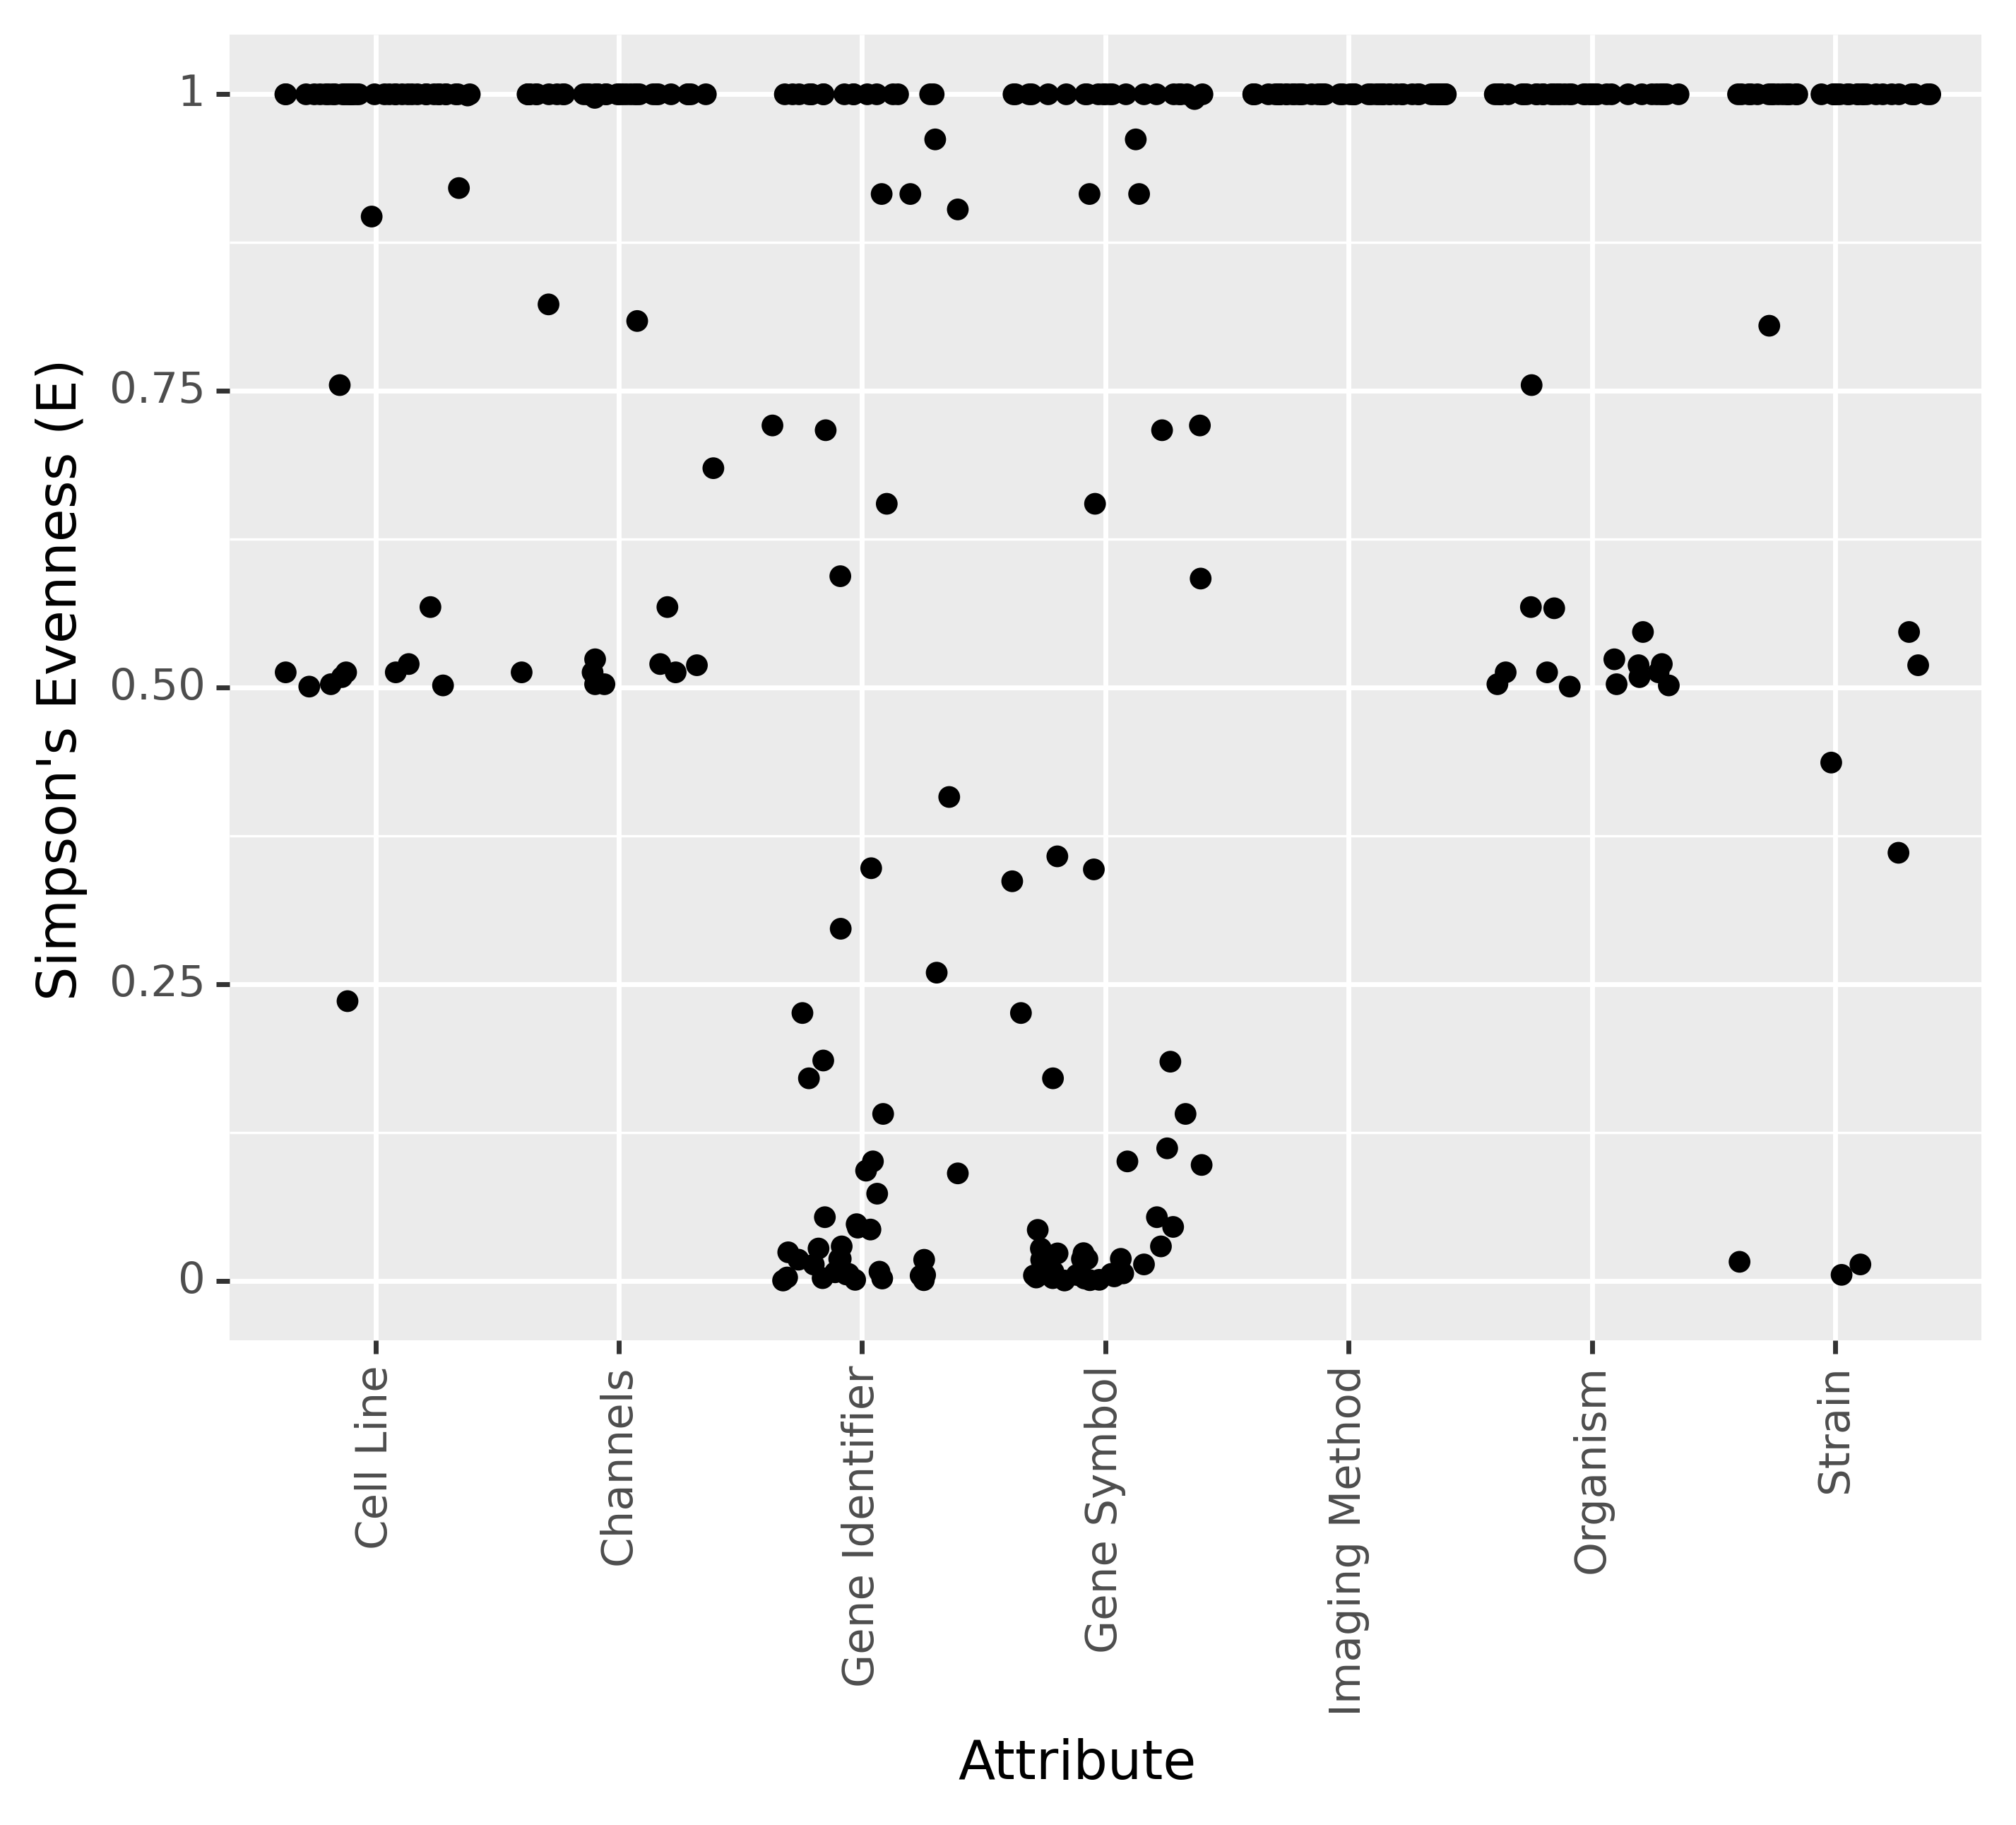 Simpson's Evenness (E)
1
0.75
0.50
0.25
0
Cell Line
Channels
Gene Identifier
Gene Symbol
Imaging Method
Organism
Strain
Attribute